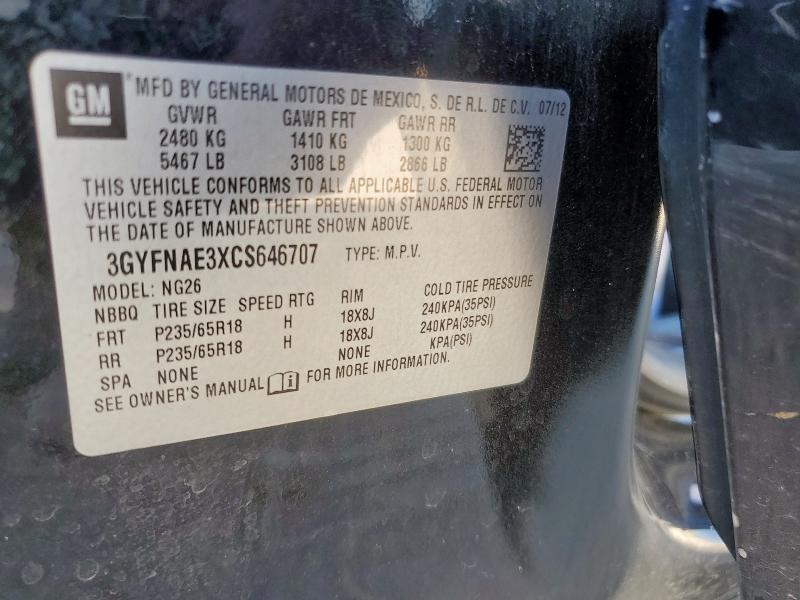 GM
MFD BY GENERAL MOTORS DE MEXICO, S. DE R.L. DE C.V. 07/12
GVWR GAWR FRT GAWR RR
2480 KG 1410 KG 1300 KG
5467 LB 3108 LB 2866 LB
THIS VEHICLE CONFORMS TO ALL APPLICABLE U.S. FEDERAL MOTOR
VEHICLE SAFETY AND THEFT PREVENTION STANDARDS IN EFFECT ON
THE DATE OF MANUFACTURE SHOWN ABOVE.
3GYFNAE3XCS646707 TYPE: M.P.V.
MODEL: NG26
NBBQ TIRE SIZE SPEED RTG RIM COLD TIRE PRESSURE
FRT P235/65R18 H 18X8J 240KPA(35PSI)
RR P235/65R18 H 18X8J 240KPA(35PSI)
SPA NONE NONE KPA(PSI)
SEE OWNER'S MANUAL FOR MORE INFORMATION.